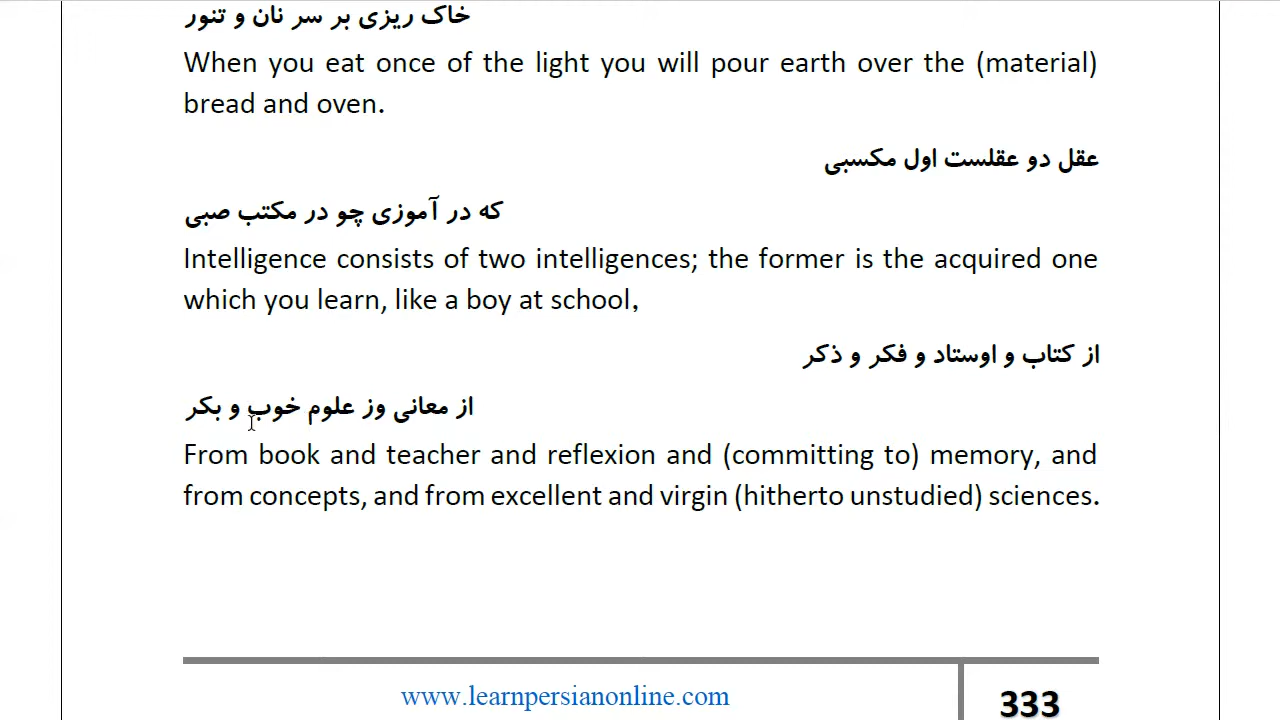 خاک ریزی بر سر نان و تنور
When you eat once of the light you will pour earth over the (material)
bread and oven.
عقل دو عقلست اول مکسبی
که در آموزی چو در مکتب صبی
Intelligence consists of two intelligences; the former is the acquired one
which you learn, like a boy at school,
از کتاب و اوستاد و فکر و ذکر
از معانی وز علوم خوب و بکر
From book and teacher and reflexion and (committing to) memory, and
from concepts, and from excellent and virgin (hitherto unstudied) sciences.
www.learnpersianonline.com
333